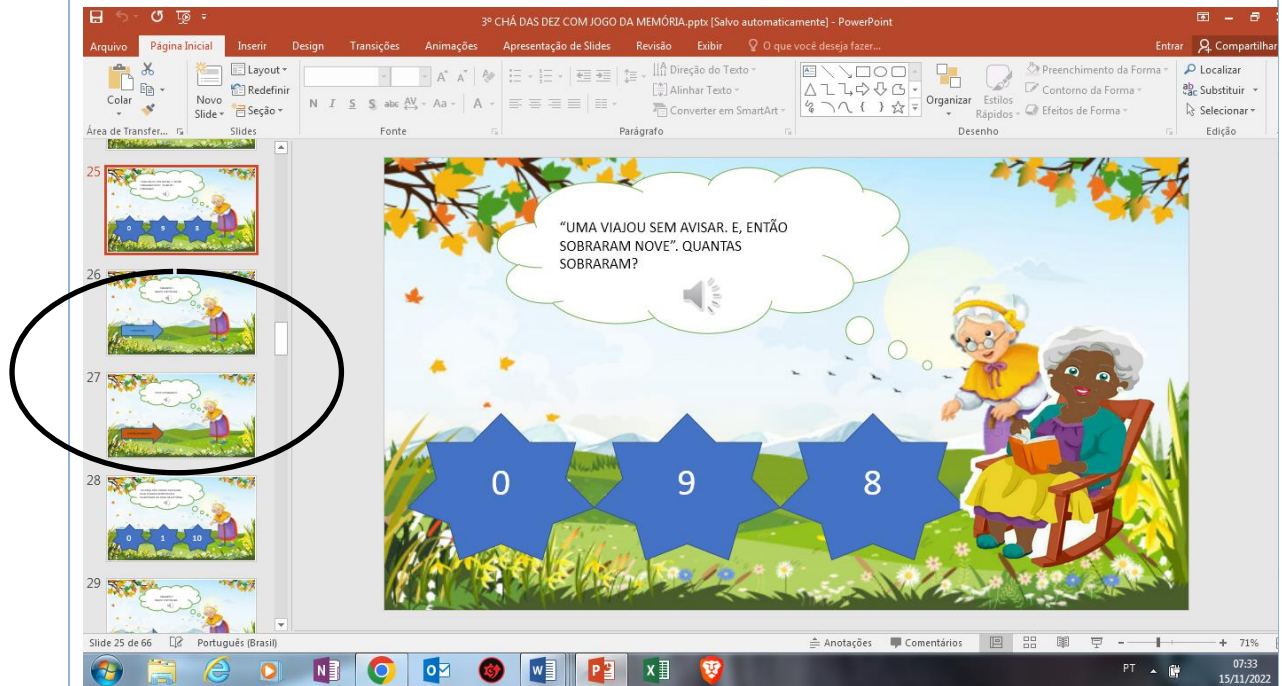 3º CHÁ DAS DEZ COM JOGO DA MEMÓRIA.pptx [Salvo automaticamente] - PowerPoint
Arquivo Página Inicial Inserir Design Transições Animações Apresentação de Slides Revisão Exibir O que você deseja fazer... Entrar Compartilhar
Colar
Novo
Slide
Layout
Redefinir
Seção
N I S S abc AV Aa A
Direção do Texto
Alinhar Texto
Converter em SmartArt
Organizar
Estilos
Rápidos
Preenchimento da Forma
Contorno da Forma
Efeitos de Forma
Localizar
Substituir
Selecionar
Área de Transfer... Slides Fonte Parágrafo Desenho Edição
25
0 9 8
26
27
28
0 1 10
29
“UMA VIAJOU SEM AVISAR. E, ENTÃO
SOBRARAM NOVE”. QUANTAS
SOBRARAM?
0 9 8
Slide 25 de 66 Português (Brasil) Anotações Comentários 71%
PT 07:33
15/11/2022